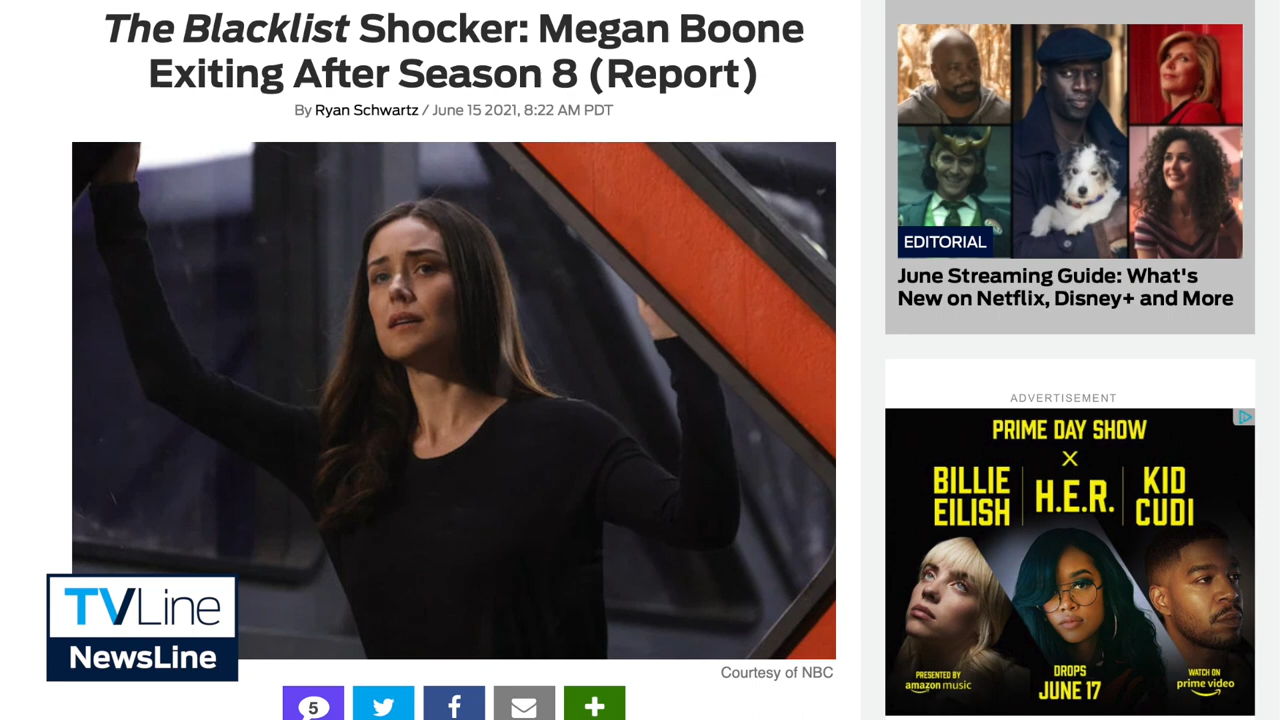 The Blacklist Shocker: Megan Boone
Exiting After Season 8 (Report)
By Ryan Schwartz / June 15 2021, 8:22 AM PDT
TVLine
NewsLine
Courtesy of NBC
5
EDITORIAL
June Streaming Guide: What's
New on Netflix, Disney+ and More
ADVERTISEMENT
PRIME DAY SHOW
X
BILLIE
EILISH
H.E.R.
KID
CUDI
PRESENTED BY
amazon music
DROPS
JUNE 17
WATCH ON
prime video